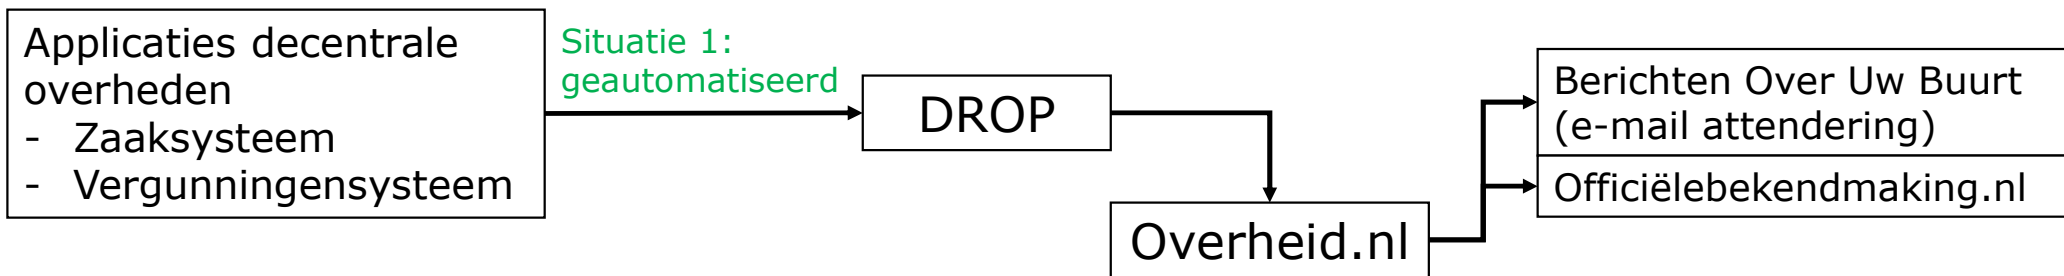 Applicaties decentrale
overheden
- Zaaksysteem
- Vergunningensysteem
Situatie 1:
geautomatiseerd
DROP
Overheid.nl
Berichten Over Uw Buurt
(e-mail attendering)
Officiëlebekendmaking.nl